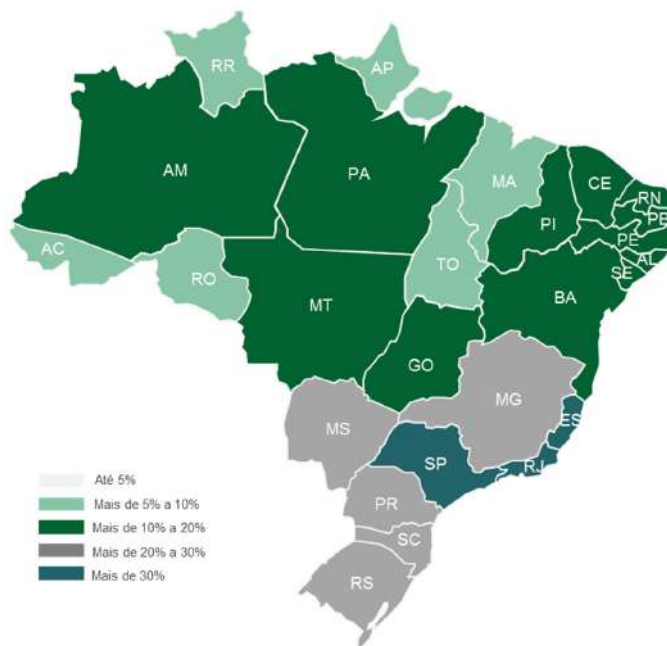 RR
AP
AM
PA
MA
CE
RN
PB
PI
PE
AL
SE
AC
RO
TO
BA
MT
GO
MG
MS
ES
SP
RJ
PR
SC
RS
Até 5%
Mais de 5% a 10%
Mais de 10% a 20%
Mais de 20% a 30%
Mais de 30%